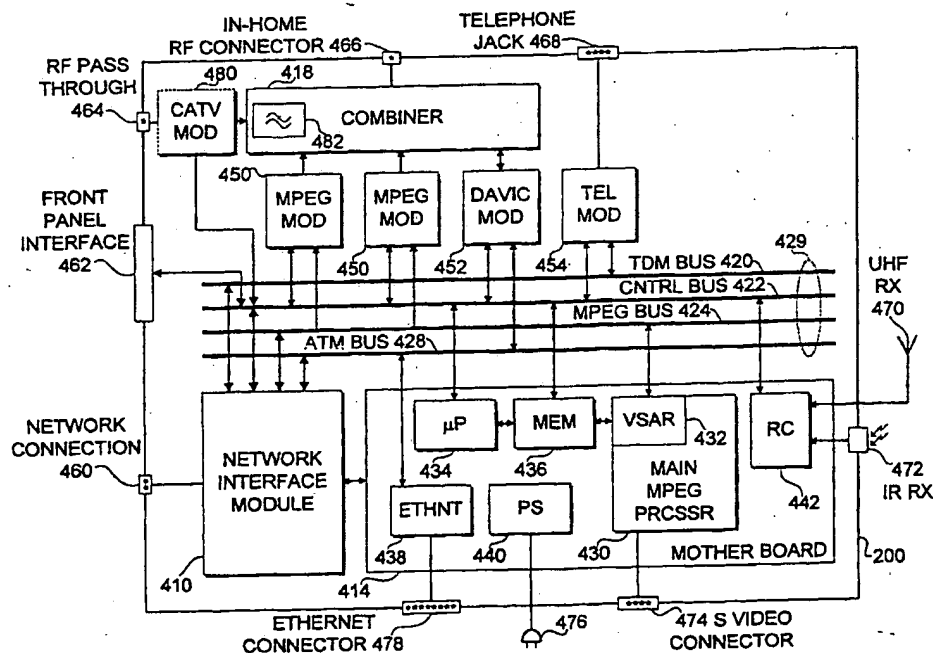 IN-HOME
RF CONNECTOR 466
TELEPHONE
JACK 468
RF PASS
THROUGH
464
480
CATV
MOD
418
COMBINER
482
450
MPEG
MOD
MPEG
MOD
450
DAVIC
MOD
452
TEL
MOD
454
FRONT
PANEL
INTERFACE
462
429
TDM BUS 420
CNTRL BUS 422
MPEG BUS 424
ATM BUS 428
UHF
RX
470
NETWORK
CONNECTION
460
NETWORK
INTERFACE
MODULE
410
µP
434
MEM
436
VSAR
432
MAIN
MPEG
PRCSSR
430
RC
442
472
IR RX
ETHNT
438
PS
440
MOTHER BOARD
414
200
ETHERNET
CONNECTOR 478
476
474 S VIDEO
CONNECTOR